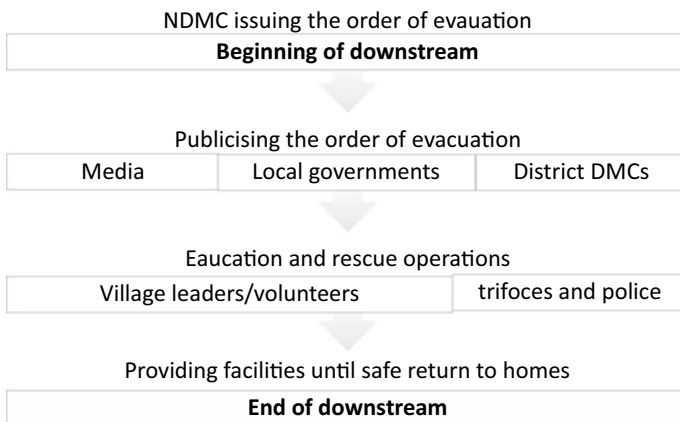 NDMC issuing the order of evauation
Beginning of downstream
Publicising the order of evacuation
Media Local governments District DMCs
Eaucation and rescue operations
Village leaders/volunteers trifoces and police
Providing facilities until safe return to homes
End of downstream